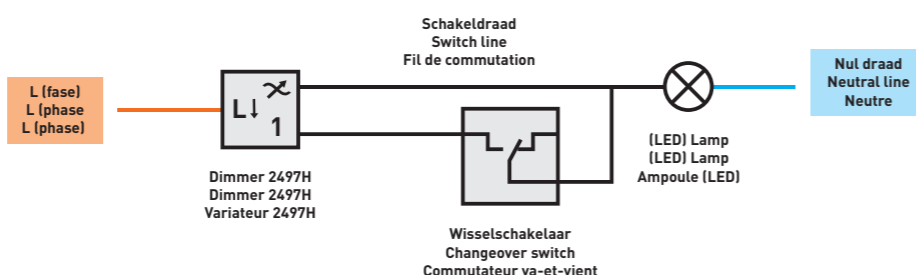 Schakeldraad
Switch line
Fil de commutation
L (fase)
L (phase
L (phase)
L↓
1
Nul draad
Neutral line
Neutre
(LED) Lamp
(LED) Lamp
Ampoule (LED)
Dimmer 2497H
Dimmer 2497H
Variateur 2497H
Wisselschakelaar
Changeover switch
Commutateur va-et-vient